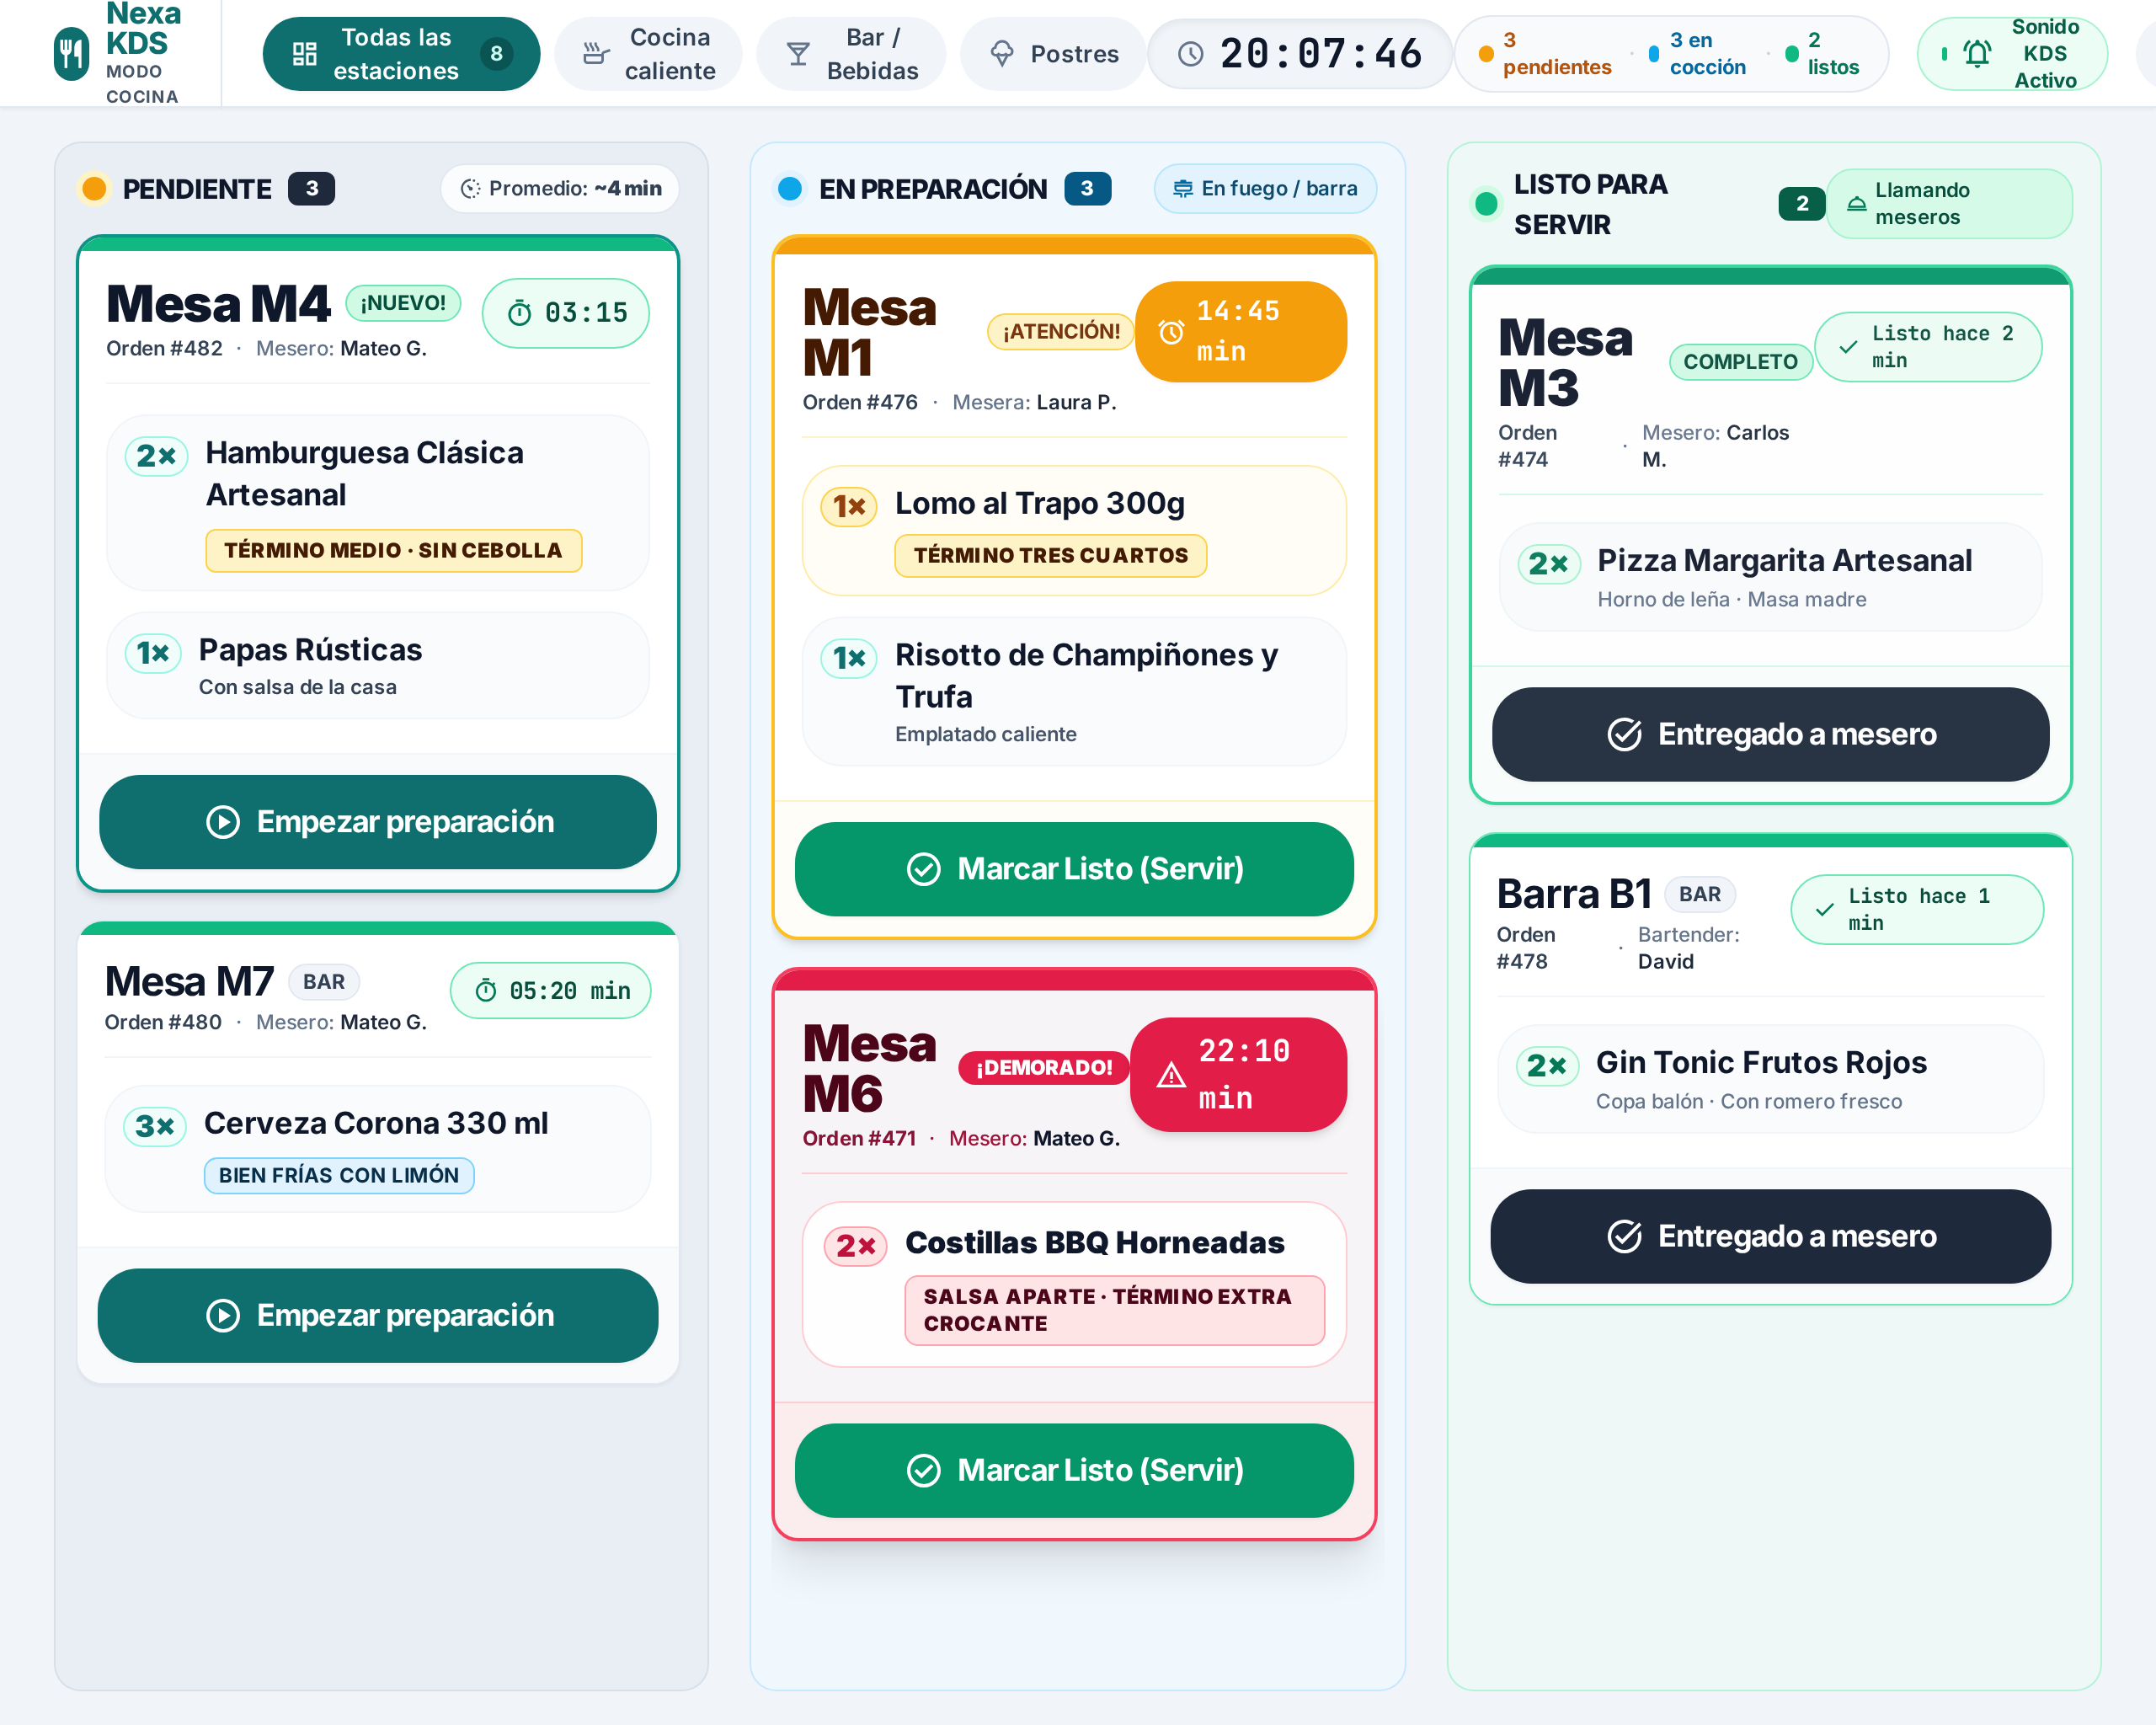 Nexa
KDS
MODO
COCINA
Todas las
estaciones
8
Cocina
caliente
Bar /
Bebidas
Postres
20:07:46
3
pendientes
·
3 en
cocción
·
2
listos
Sonido
KDS
Activo
PENDIENTE 3
Promedio: ~4 min
Mesa M4 ¡NUEVO! 03:15
Orden #482 · Mesero: Mateo G.
2× Hamburguesa Clásica
Artesanal
TÉRMINO MEDIO · SIN CEBOLLA
1× Papas Rústicas
Con salsa de la casa
Empezar preparación
Mesa M7 BAR 05:20 min
Orden #480 · Mesero: Mateo G.
3× Cerveza Corona 330 ml
BIEN FRÍAS CON LIMÓN
Empezar preparación
EN PREPARACIÓN 3
En fuego / barra
Mesa
M1
¡ATENCIÓN!
14:45
min
Orden #476 · Mesera: Laura P.
1× Lomo al Trapo 300g
TÉRMINO TRES CUARTOS
1× Risotto de Champiñones y
Trufa
Emplatado caliente
Marcar Listo (Servir)
Mesa
M6
¡DEMORADO!
22:10
min
Orden #471 · Mesero: Mateo G.
2× Costillas BBQ Horneadas
SALSA APARTE · TÉRMINO EXTRA
CROCANTE
Marcar Listo (Servir)
LISTO PARA
SERVIR
2
Llamando
meseros
Mesa
M3
COMPLETO
Listo hace 2
min
Orden
#474
·
Mesero: Carlos
M.
2× Pizza Margarita Artesanal
Horno de leña · Masa madre
Entregado a mesero
Barra B1 BAR
Listo hace 1
min
Orden
#478
·
Bartender:
David
2× Gin Tonic Frutos Rojos
Copa balón · Con romero fresco
Entregado a mesero